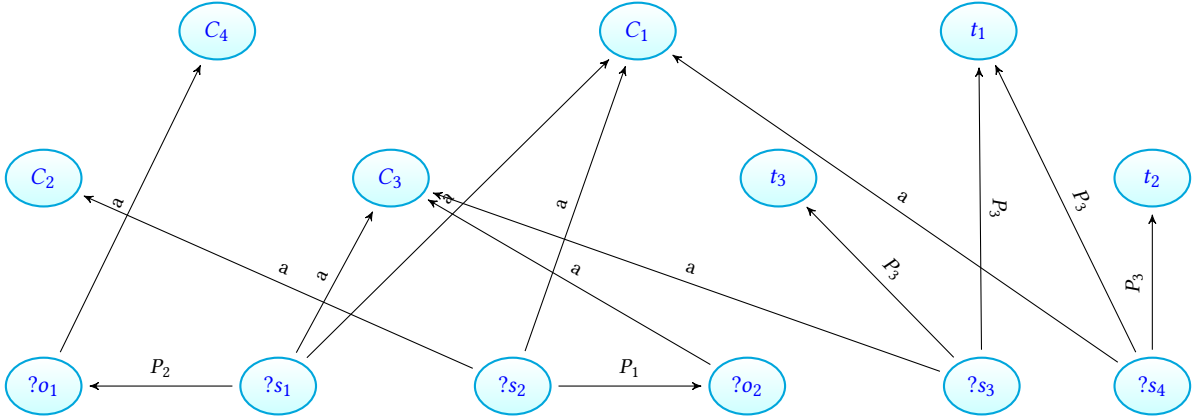 C₄ C₁ t₁
C₂ C₃ t₃ t₂
a a a a P₃ P₃
a a a a P₃ P₃
P₂ P₁
?o₁ ?s₁ ?s₂ ?o₂ ?s₃ ?s₄